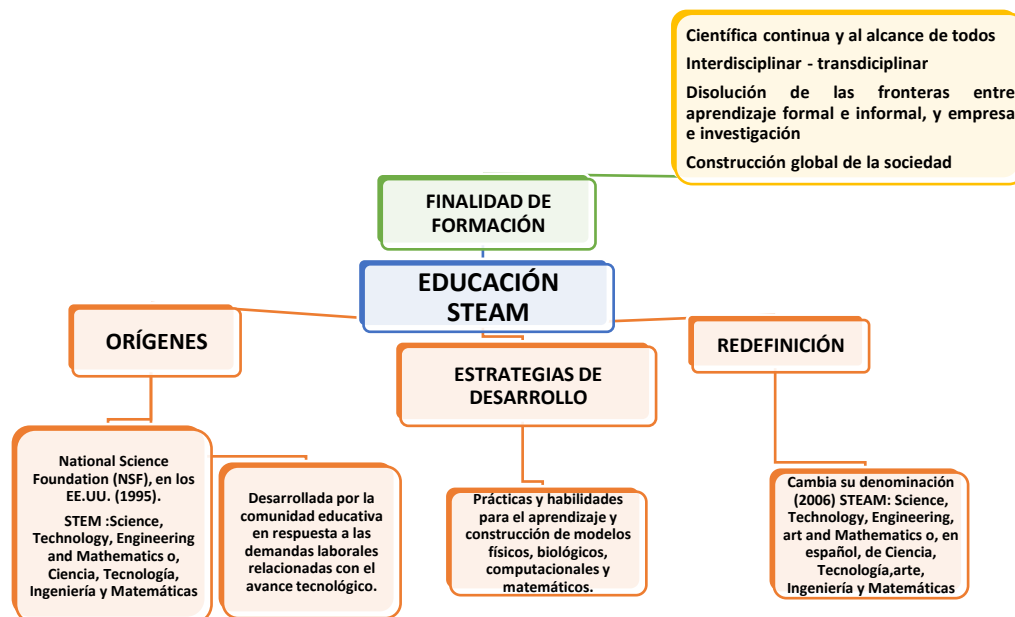 Científica continua y al alcance de todos
Interdisciplinar - transdiciplinar
Disolución de las fronteras entre
aprendizaje formal e informal, y empresa
e investigación
Construcción global de la sociedad
FINALIDAD DE
FORMACIÓN
EDUCACIÓN
STEAM
ORÍGENES
National Science
Foundation (NSF), en los
EE.UU. (1995).
STEM :Science,
Technology, Engineering
and Mathematics o,
Ciencia, Tecnología,
Ingeniería y Matemáticas
Desarrollada por la
comunidad educativa
en respuesta a las
demandas laborales
relacionadas con el
avance tecnológico.
ESTRATEGIAS DE
DESARROLLO
Prácticas y habilidades
para el aprendizaje y
construcción de modelos
físicos, biológicos,
computacionales y
matemáticos.
REDEFINICIÓN
Cambia su denominación
(2006) STEAM: Science,
Technology, Engineering,
art and Mathematics o, en
español, de Ciencia,
Tecnología,arte,
Ingeniería y Matemáticas